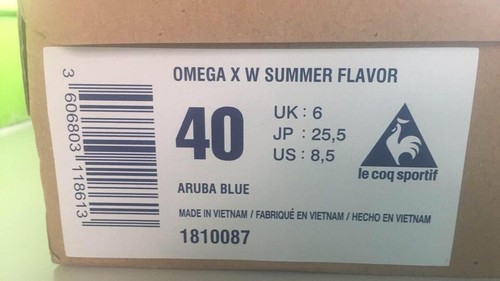 OMEGA X W SUMMER FLAVOR
3 606803 118613
40
UK : 6
JP : 25,5
US : 8,5
le coq sportif
ARUBA BLUE
MADE IN VIETNAM / FABRIQUÉ EN VIETNAM / HECHO EN VIETNAM
1810087